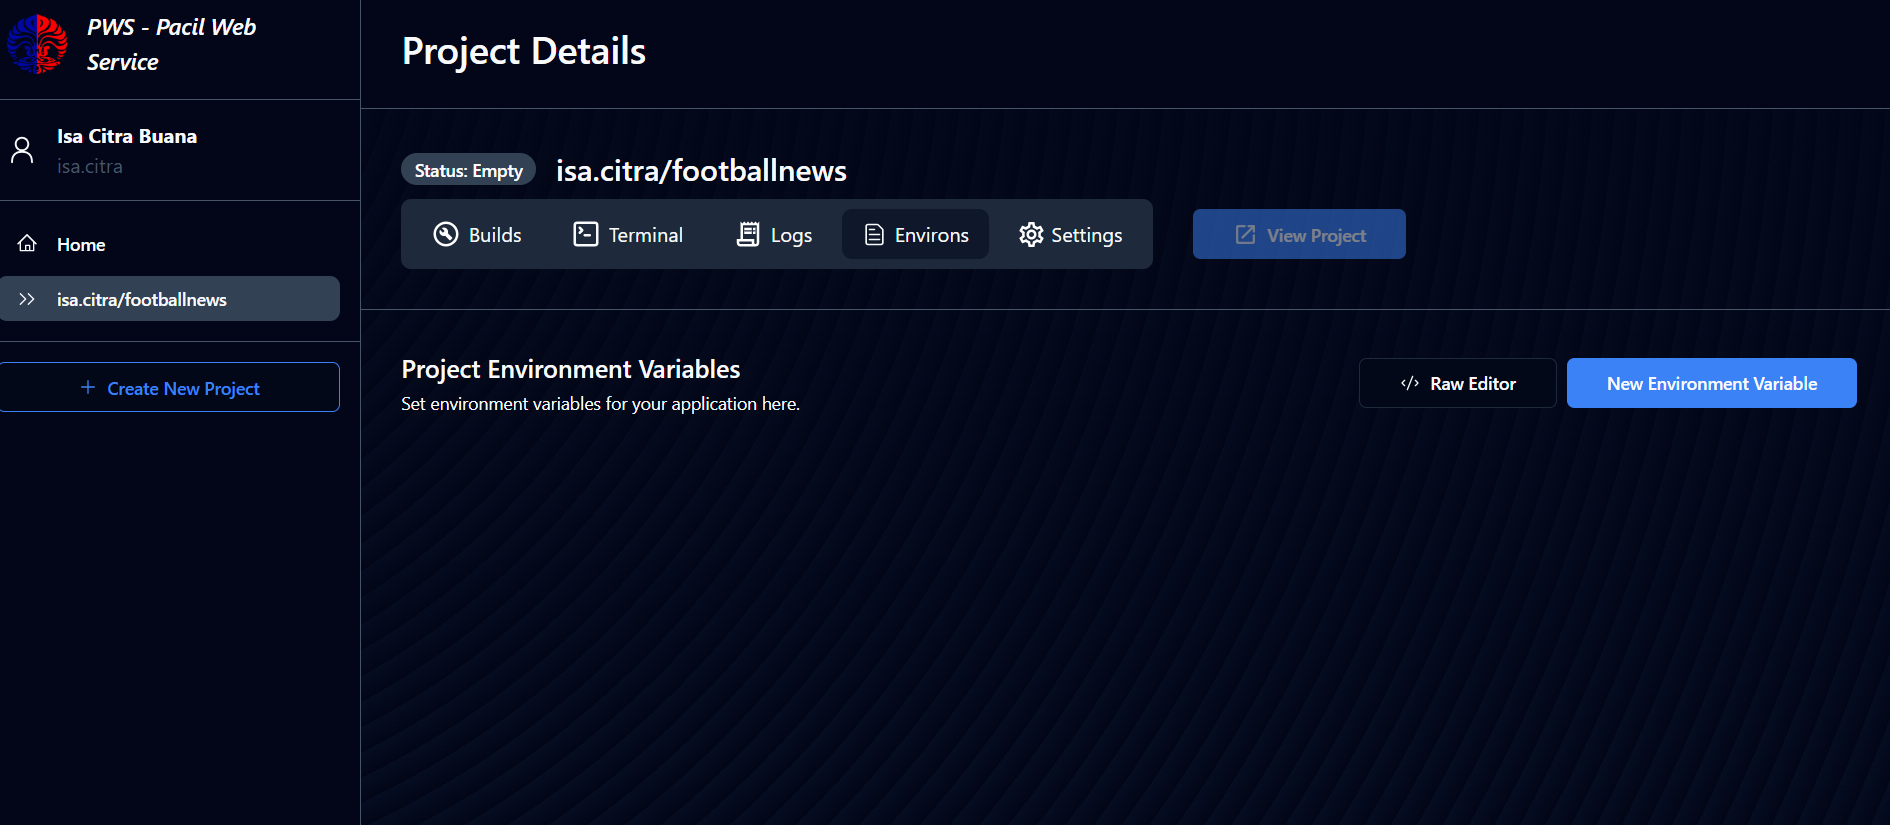 PWS - Pacil Web
Service
Isa Citra Buana
isa.citra
Home
isa.citra/footballnews
Create New Project
Project Details
Status: Empty
isa.citra/footballnews
Builds
Terminal
Logs
Environs
Settings
View Project
Project Environment Variables
Set environment variables for your application here.
</> Raw Editor
New Environment Variable